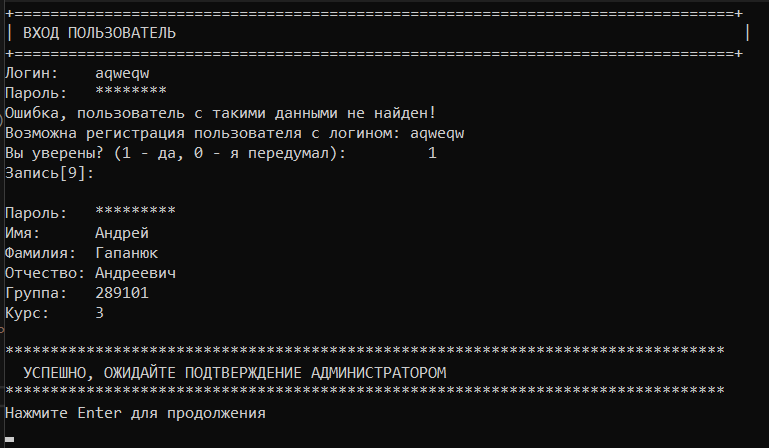 +================================================================================+
| ВХОД ПОЛЬЗОВАТЕЛЬ |
+================================================================================+
Логин: aqweqw
Пароль: ********
Ошибка, пользователь с такими данными не найден!
Возможна регистрация пользователя с логином: aqweqw
Вы уверены? (1 - да, 0 - я передумал): 1
Запись[9]:
Пароль: *********
Имя: Андрей
Фамилия: Гапанюк
Отчество: Андреевич
Группа: 289101
Курс: 3
********************************************************************************
УСПЕШНО, ОЖИДАЙТЕ ПОДТВЕРЖДЕНИЕ АДМИНИСТРАТОРОМ
********************************************************************************
Нажмите Enter для продолжения